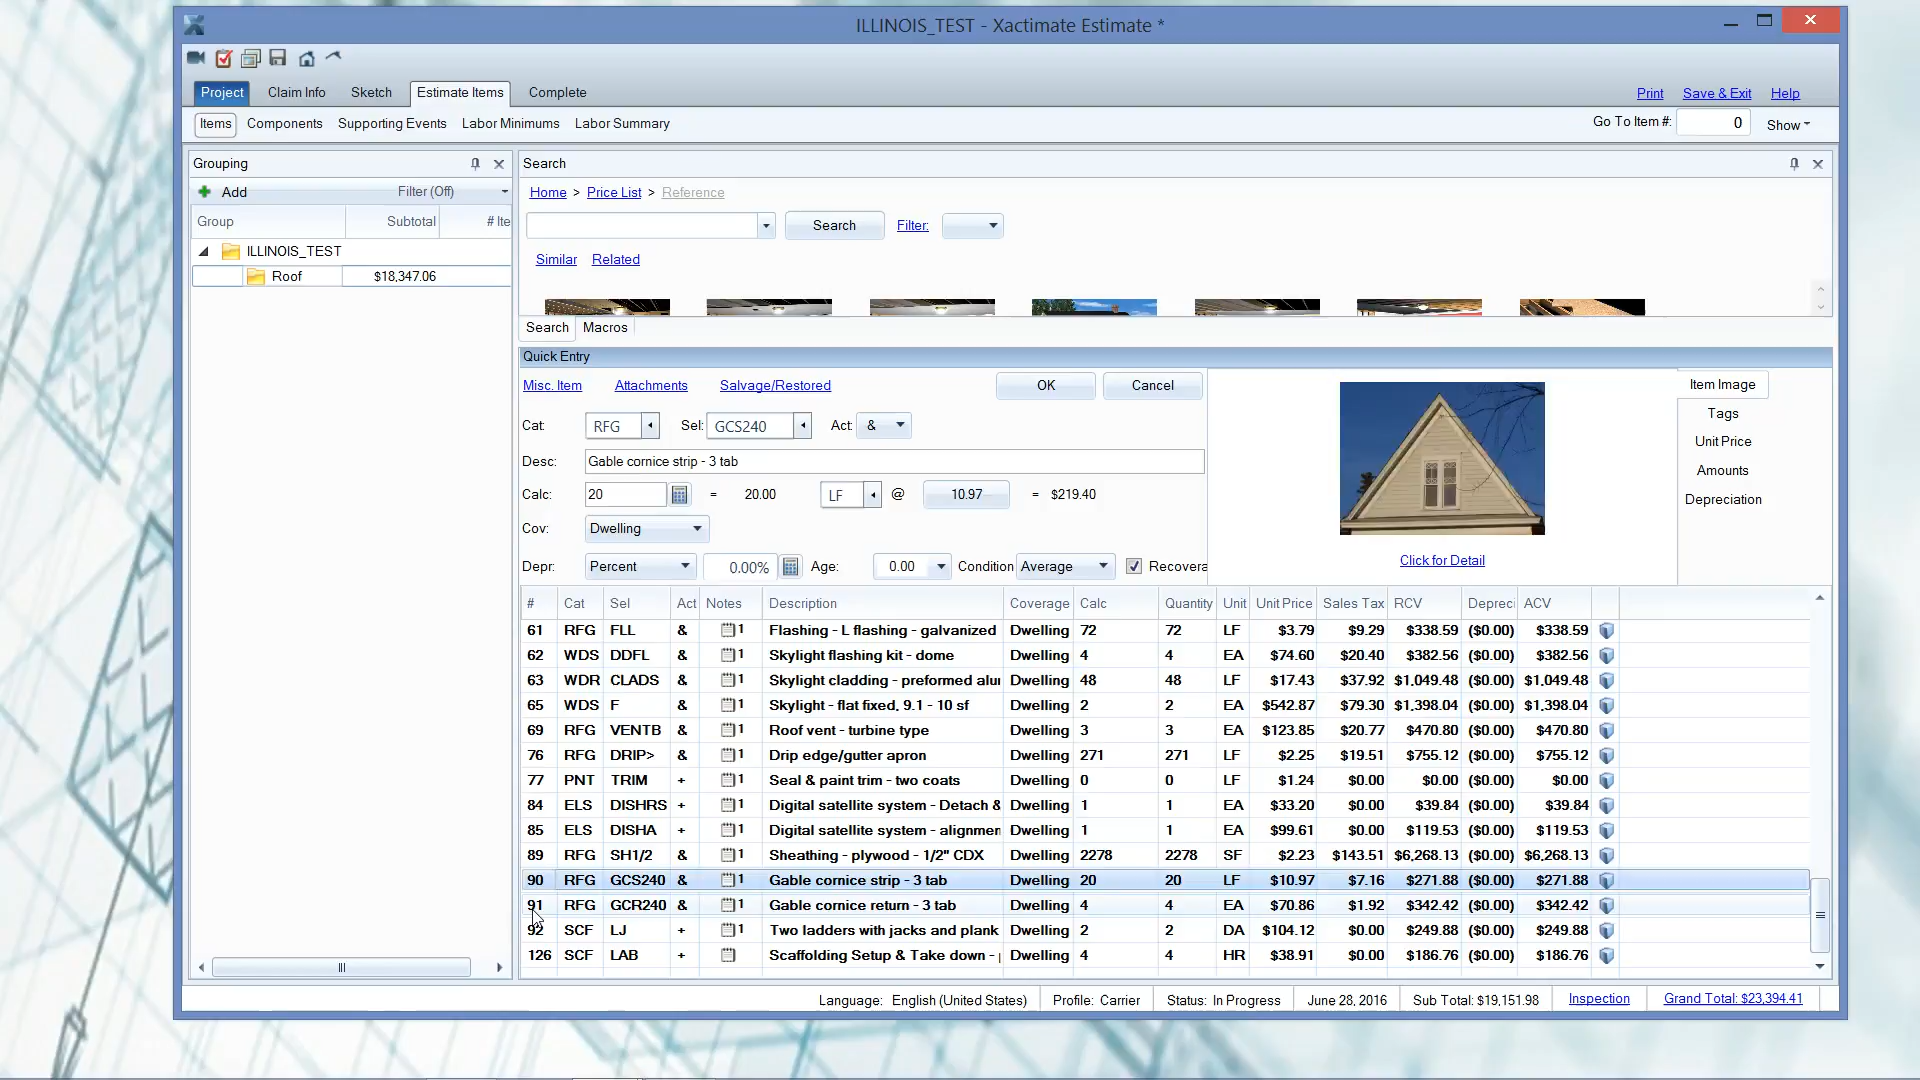 ILLINOIS_TEST - Xactimate Estimate *
Project Claim Info Sketch Estimate Items Complete Print Save & Exit Help
Items Components Supporting Events Labor Minimums Labor Summary Go To Item #: 0 Show
Grouping
Add Filter (Off)
Group Subtotal # Ite
ILLINOIS_TEST
Roof $18,347.06
Search
Home > Price List > Reference
Search Filter:
Similar Related
Search Macros
Quick Entry
Misc. Item Attachments Salvage/Restored OK Cancel
Cat: RFG Sel: GCS240 Act: &
Desc: Gable cornice strip - 3 tab
Calc: 20 = 20.00 LF @ 10.97 = $219.40
Cov: Dwelling
Depr: Percent 0.00% Age: 0.00 Condition Average Recovera
Click for Detail
Item Image
Tags
Unit Price
Amounts
Depreciation
# Cat Sel Act Notes Description Coverage Calc Quantity Unit Unit Price Sales Tax RCV Depreci ACV
61 RFG FLL & 1 Flashing - L flashing - galvanized Dwelling 72 72 LF $3.79 $9.29 $338.59 ($0.00) $338.59
62 WDS DDFL & 1 Skylight flashing kit - dome Dwelling 4 4 EA $74.60 $20.40 $382.56 ($0.00) $382.56
63 WDR CLADS & 1 Skylight cladding - preformed alu Dwelling 48 48 LF $17.43 $37.92 $1,049.48 ($0.00) $1,049.48
65 WDS F & 1 Skylight - flat fixed, 9.1 - 10 sf Dwelling 2 2 EA $542.87 $79.30 $1,398.04 ($0.00) $1,398.04
69 RFG VENTB & 1 Roof vent - turbine type Dwelling 3 3 EA $123.85 $20.77 $470.80 ($0.00) $470.80
76 RFG DRIP> & 1 Drip edge/gutter apron Dwelling 271 271 LF $2.25 $19.51 $755.12 ($0.00) $755.12
77 PNT TRIM + 1 Seal & paint trim - two coats Dwelling 0 0 LF $1.24 $0.00 $0.00 ($0.00) $0.00
84 ELS DISHRS + 1 Digital satellite system - Detach & Dwelling 1 1 EA $33.20 $0.00 $39.84 ($0.00) $39.84
85 ELS DISHA + 1 Digital satellite system - alignmen Dwelling 1 1 EA $99.61 $0.00 $119.53 ($0.00) $119.53
89 RFG SH1/2 & 1 Sheathing - plywood - 1/2" CDX Dwelling 2278 2278 SF $2.23 $143.51 $6,268.13 ($0.00) $6,268.13
90 RFG GCS240 & 1 Gable cornice strip - 3 tab Dwelling 20 20 LF $10.97 $7.16 $271.88 ($0.00) $271.88
91 RFG GCR240 & 1 Gable cornice return - 3 tab Dwelling 4 4 EA $70.86 $1.92 $342.42 ($0.00) $342.42
92 SCF LJ + 1 Two ladders with jacks and plank Dwelling 2 2 DA $104.12 $0.00 $249.88 ($0.00) $249.88
126 SCF LAB + Scaffolding Setup & Take down - Dwelling 4 4 HR $38.91 $0.00 $186.76 ($0.00) $186.76
Language: English (United States) Profile: Carrier Status: In Progress June 28, 2016 Sub Total: $19,151.98 Inspection Grand Total: $23,394.41